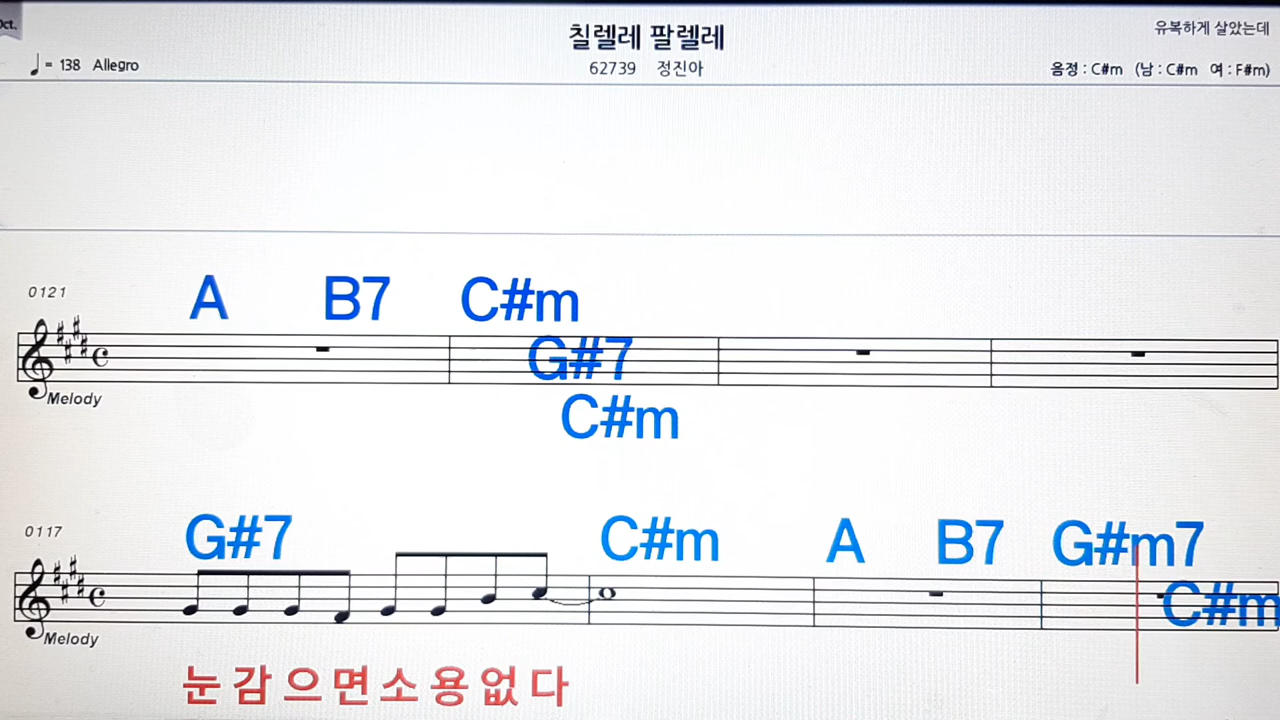 칠렐레 팔렐레
유복하게 살았는데
♩= 138 Allegro
62739 정진아
음정 : C#m (남 : C#m 여 : F#m)
0121
A B7 C#m
G#7
C#m
Melody
0117
G#7 C#m A B7 G#m7
C#m
Melody
눈감으면소용없다